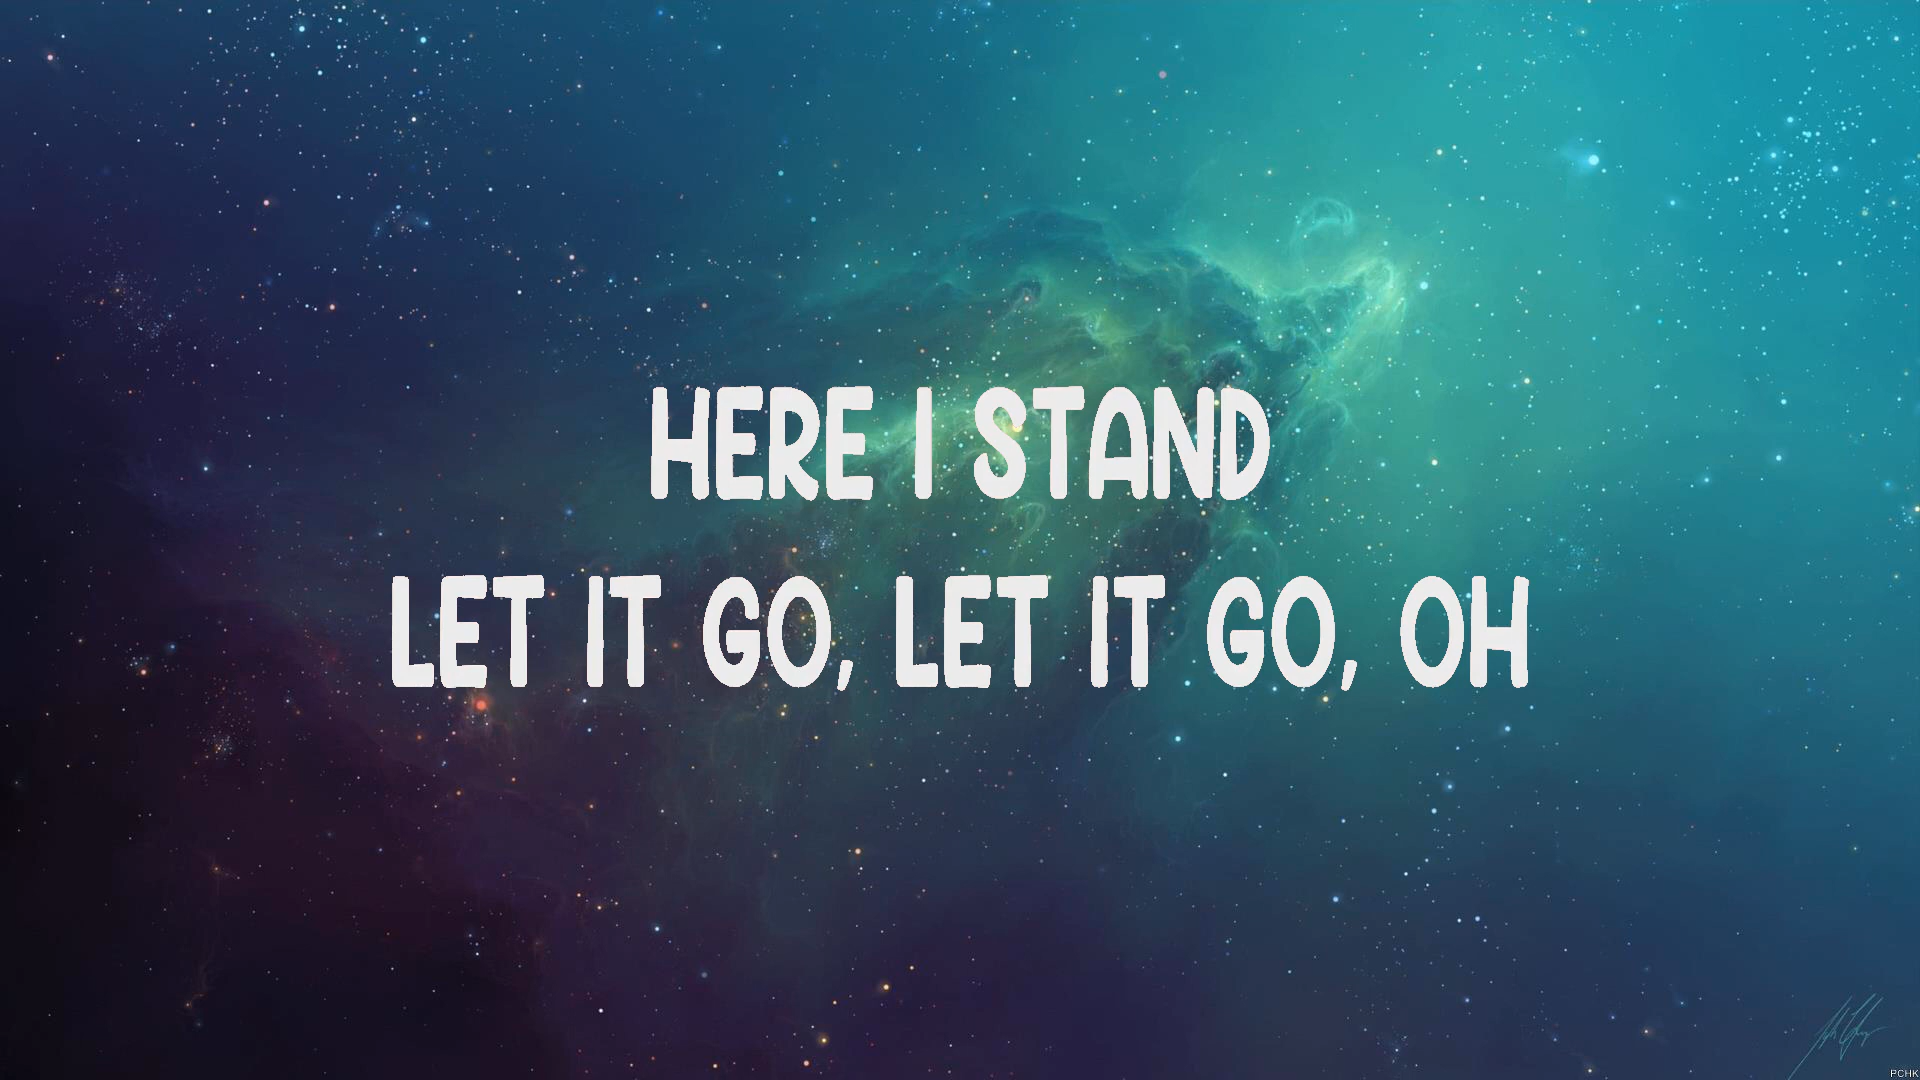 HERE I STAND
LET IT GO, LET IT GO, OH
PCHK